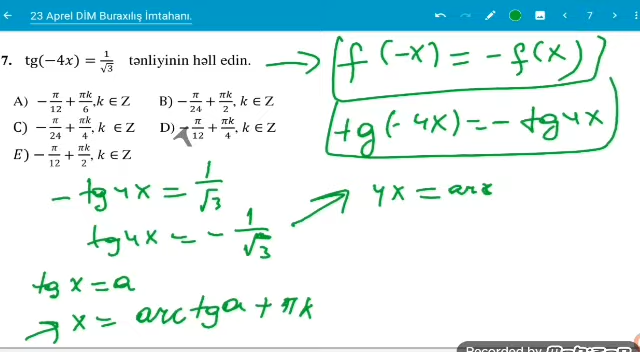 23 Aprel DİM Buraxılış İmtahanı.
7
7. tg(−4x) = 1/√3 tənliyinin həll edin.
A) −π/12 + πk/6, k ∈ Z B) −π/24 + πk/2, k ∈ Z
C) −π/24 + πk/4, k ∈ Z D) −π/12 + πk/4, k ∈ Z
E) −π/12 + πk/2, k ∈ Z
f(-x) = -f(x)
tg(-4x) = -tg4x
-tg4x = 1/√3
tg4x = -1/√3
4x = arx
tgx = a
x = arctga + πk
Recorded by